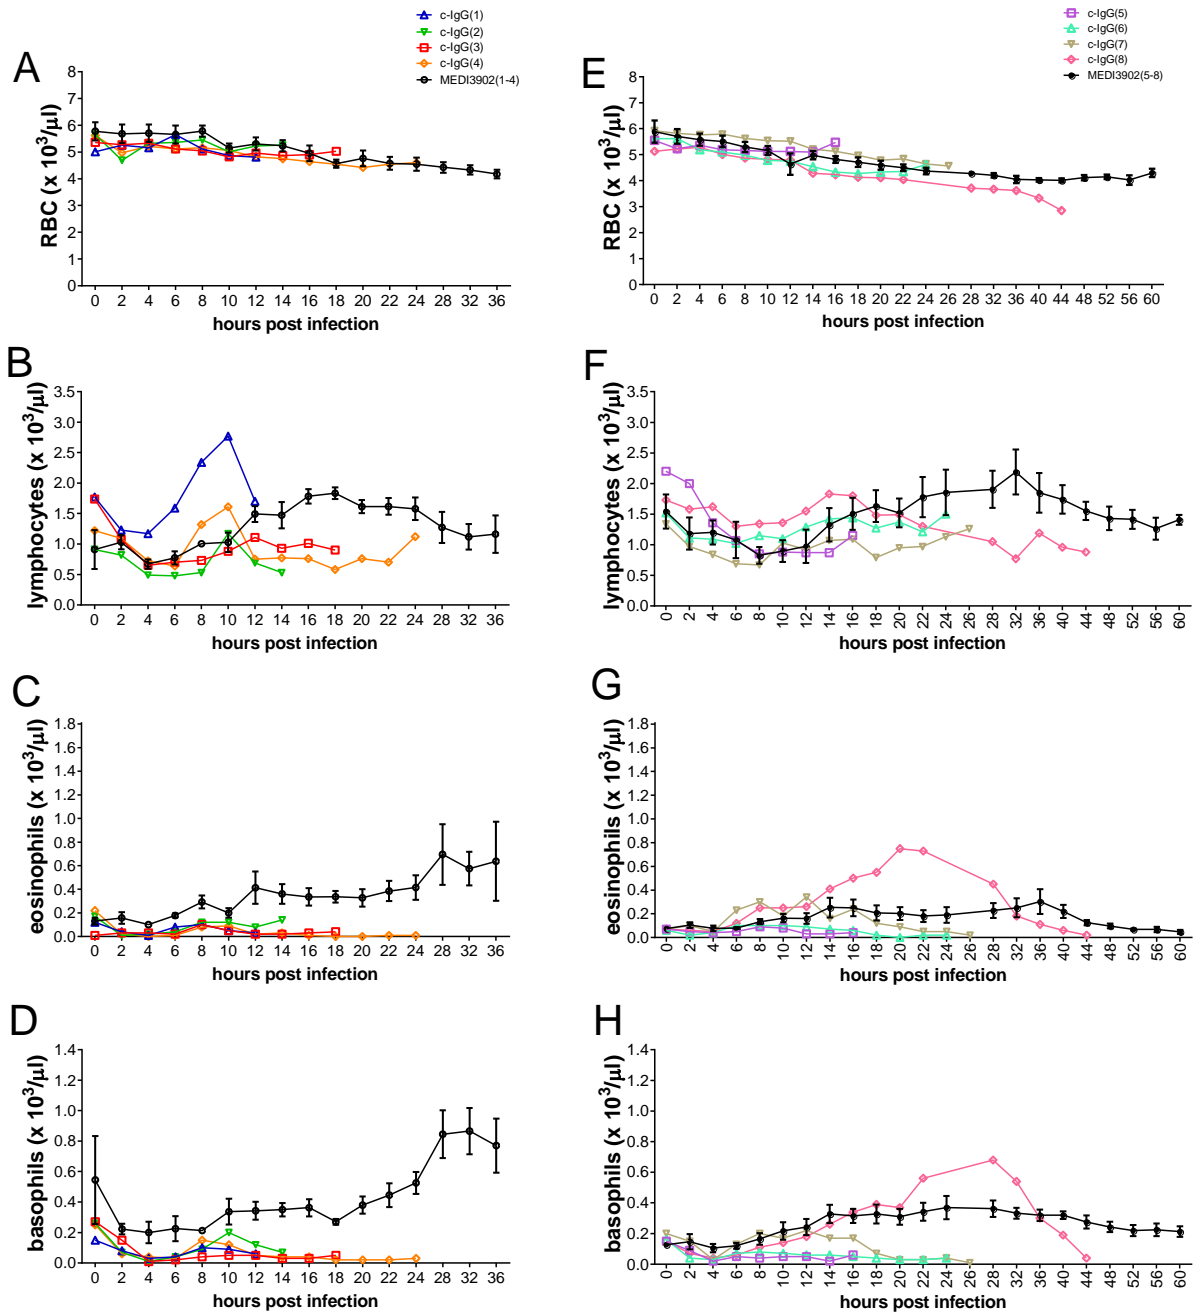 c-IgG(1)
c-IgG(2)
c-IgG(3)
c-IgG(4)
MEDI3902(1-4)
A
RBC (x 10³/µl)
8
7
6
5
4
3
2
1
0
0 2 4 6 8 10 12 14 16 18 20 22 24 28 32 36
hours post infection
B
lymphocytes (x 10³/µl)
3.5
3.0
2.5
2.0
1.5
1.0
0.5
0.0
0 2 4 6 8 10 12 14 16 18 20 22 24 28 32 36
hours post infection
C
eosinophils (x 10³/µl)
1.8
1.6
1.4
1.2
1.0
0.8
0.6
0.4
0.2
0.0
0 2 4 6 8 10 12 14 16 18 20 22 24 28 32 36
hours post infection
D
basophils (x 10³/µl)
1.4
1.2
1.0
0.8
0.6
0.4
0.2
0.0
0 2 4 6 8 10 12 14 16 18 20 22 24 28 32 36
hours post infection
c-IgG(5)
c-IgG(6)
c-IgG(7)
c-IgG(8)
MEDI3902(5-8)
E
RBC (x 10³/µl)
8
7
6
5
4
3
2
1
0
0 2 4 6 8 10 12 14 16 18 20 22 24 26 28 32 36 40 44 48 52 56 60
hours post infection
F
lymphocytes (x 10³/µl)
3.5
3.0
2.5
2.0
1.5
1.0
0.5
0.0
0 2 4 6 8 10 12 14 16 18 20 22 24 26 28 32 36 40 44 48 52 56 60
hours post infection
G
eosinophils (x 10³/µl)
1.8
1.6
1.4
1.2
1.0
0.8
0.6
0.4
0.2
0.0
0 2 4 6 8 10 12 14 16 18 20 22 24 26 28 32 36 40 44 48 52 56 60
hours post infection
H
basophils (x 10³/µl)
1.4
1.2
1.0
0.8
0.6
0.4
0.2
0.0
0 2 4 6 8 10 12 14 16 18 20 22 24 26 28 32 36 40 44 48 52 56 60
hours post infection